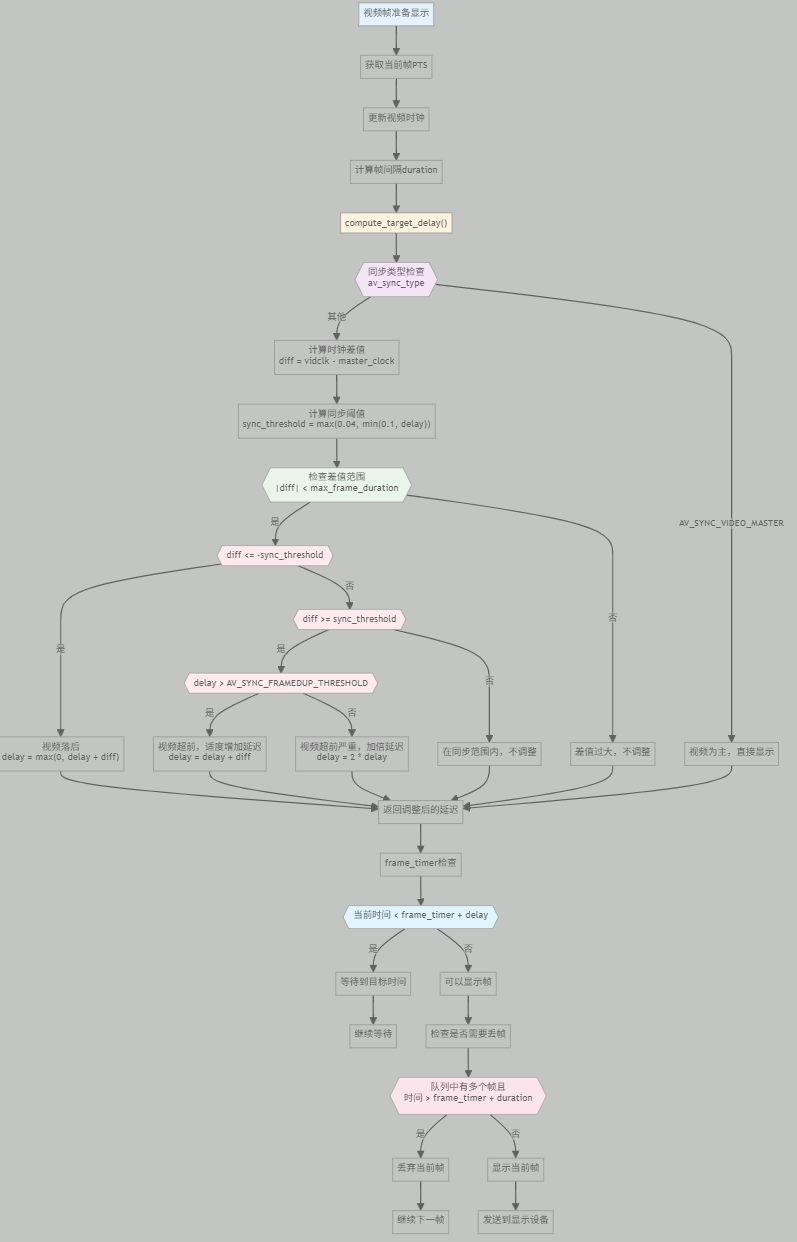 视频帧准备显示
获取当前帧PTS
更新视频时钟
计算帧间隔duration
compute_target_delay()
同步类型检查
av_sync_type
其他
计算时钟差值
diff = vidclk - master_clock
计算同步阈值
sync_threshold = max(0.04, min(0.1, delay))
检查差值范围
|diff| < max_frame_duration
AV_SYNC_VIDEO_MASTER
是
diff <= -sync_threshold
否
diff >= sync_threshold
否
是
是
否
delay > AV_SYNC_FRAMEDUP_THRESHOLD
是
否
视频落后
delay = max(0, delay + diff)
视频超前，适度增加延迟
delay = delay + diff
视频超前严重，加倍延迟
delay = 2 * delay
在同步范围内，不调整
差值过大，不调整
视频为主，直接显示
返回调整后的延迟
frame_timer检查
当前时间 < frame_timer + delay
是
否
等待到目标时间
可以显示帧
继续等待
检查是否需要丢帧
队列中有多个帧且
时间 > frame_timer + duration
是
否
丢弃当前帧
显示当前帧
继续下一帧
发送到显示设备